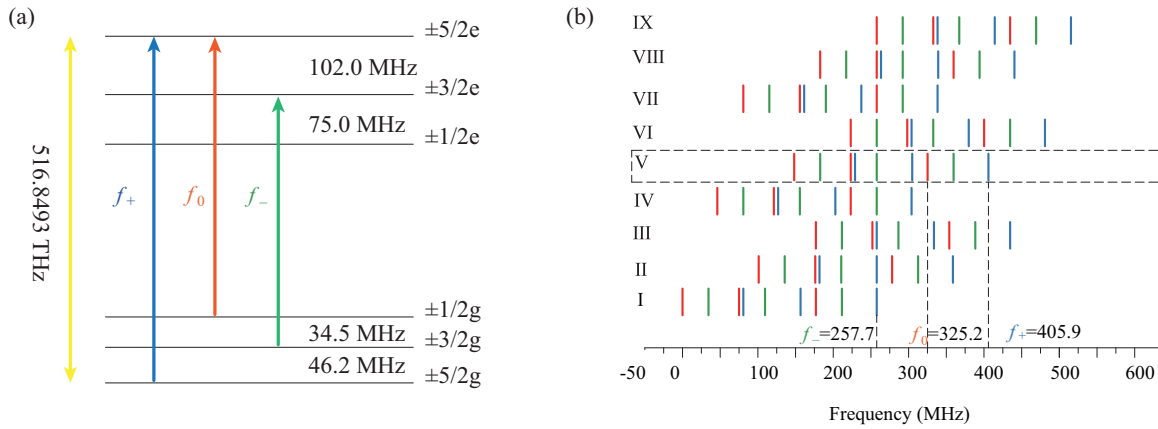 (a)
±5/2e
102.0 MHz
±3/2e
75.0 MHz
±1/2e
516.8493 THz
f+
f0
f−
±1/2g
34.5 MHz
±3/2g
46.2 MHz
±5/2g
(b)
IX
VIII
VII
VI
V
IV
III
II
I
f−=257.7 f0=325.2 f+=405.9
-50 0 100 200 300 400 500 600
Frequency (MHz)